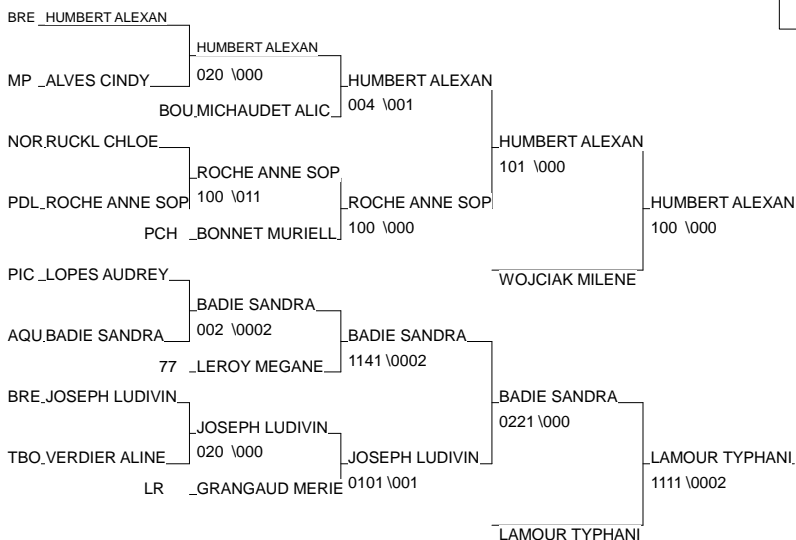 BRE HUMBERT ALEXAN
HUMBERT ALEXAN
020 \000
MP ALVES CINDY
HUMBERT ALEXAN
004 \001
BOU MICHAUDET ALIC
NOR RUCKL CHLOE
HUMBERT ALEXAN
101 \000
ROCHE ANNE SOP
100 \011
PDL ROCHE ANNE SOP
ROCHE ANNE SOP
100 \000
HUMBERT ALEXAN
100 \000
PCH BONNET MURIELL
PIC LOPES AUDREY
WOJCIAK MILENE
BADIE SANDRA
002 \0002
AQU BADIE SANDRA
BADIE SANDRA
1141 \0002
77 LEROY MEGANE
BRE JOSEPH LUDIVIN
BADIE SANDRA
0221 \000
JOSEPH LUDIVIN
020 \000
TBO VERDIER ALINE
JOSEPH LUDIVIN
0101 \001
LAMOUR TYPHANI
1111 \0002
LR GRANGAUD MERIE
LAMOUR TYPHANI